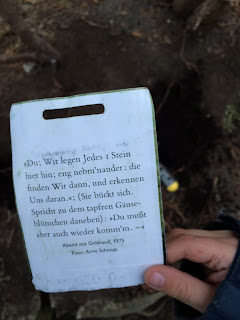 »Du; Wir legen Jedes 1 Stein
hier hin; eng nebm'nander: die
finden Wir dann, und erkennen
Uns daran.«; (Sie bückt sich.
Spricht zu dem tapfren Gänse-
blümchen daneben): »Du mußt
aber auch wieder komm'm. — «
Abend mit Goldrand, 1975
Foto: Arno Schmidt